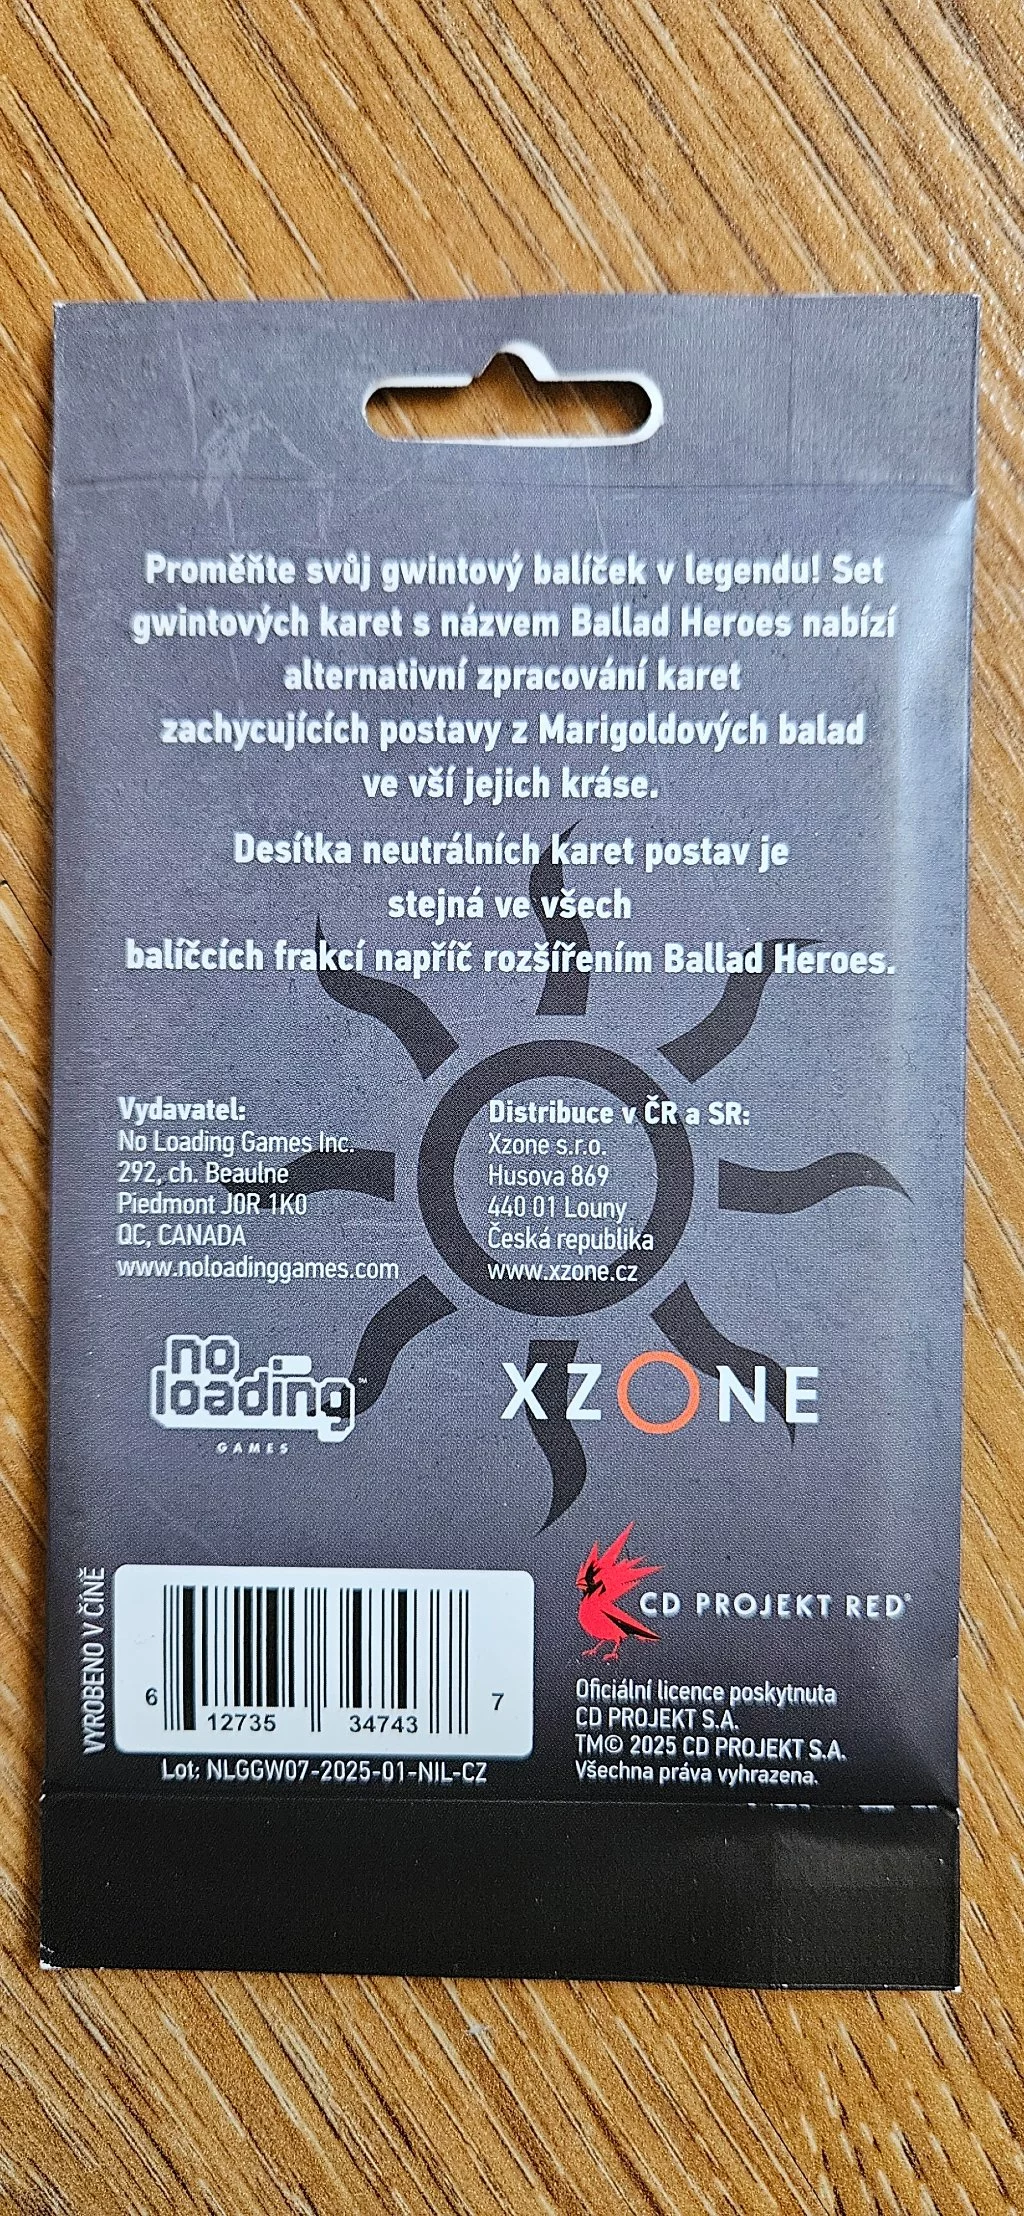 Proměňte svůj gwintový balíček v legendu! Set
gwintových karet s názvem Ballad Heroes nabízí
alternativní zpracování karet
zachycujících postavy z Marigoldových balad
ve vší jejich kráse.
Desítka neutrálních karet postav je
stejná ve všech
balíčcích frakcí napříč rozšířením Ballad Heroes.
Vydavatel:
No Loading Games Inc.
292, ch. Beaulne
Piedmont J0R 1K0
QC, CANADA
www.noloadinggames.com
Distribuce v ČR a SR:
Xzone s.r.o.
Husova 869
440 01 Louny
Česká republika
www.xzone.cz
no
loading™
GAMES
XZONE
VYROBENO V ČÍNĚ
6 12735 34743 7
Lot: NLGGW07-2025-01-NIL-CZ
CD PROJEKT RED®
Oficiální licence poskytnuta
CD PROJEKT S.A.
TM© 2025 CD PROJEKT S.A.
Všechna práva vyhrazena.